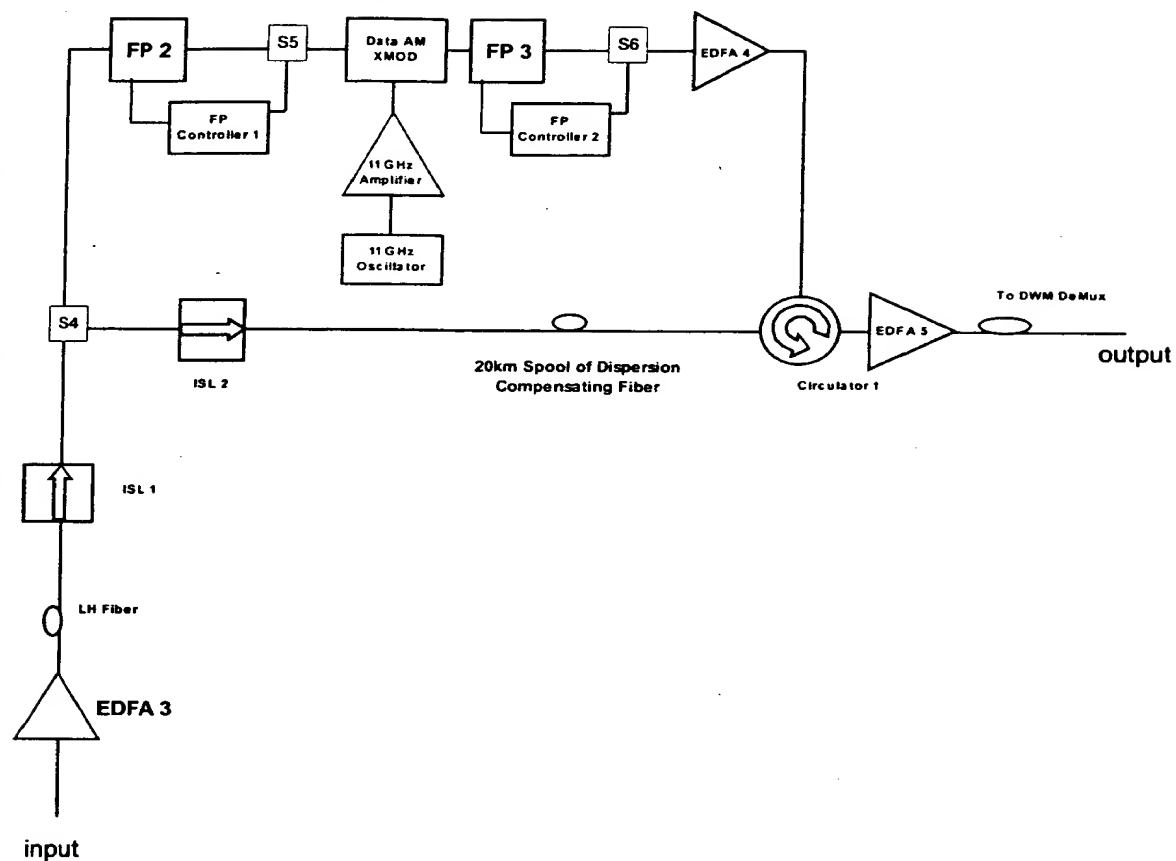 FP 2
S5
Data AM
XMOD
FP 3
S6
EDFA 4
FP
Controller 1
FP
Controller 2
11 GHz
Amplifier
11 GHz
Oscillator
S4
ISL 2
20km Spool of Dispersion
Compensating Fiber
Circulator 1
EDFA 5
To DWM DeMux
output
ISL 1
LH Fiber
EDFA 3
input